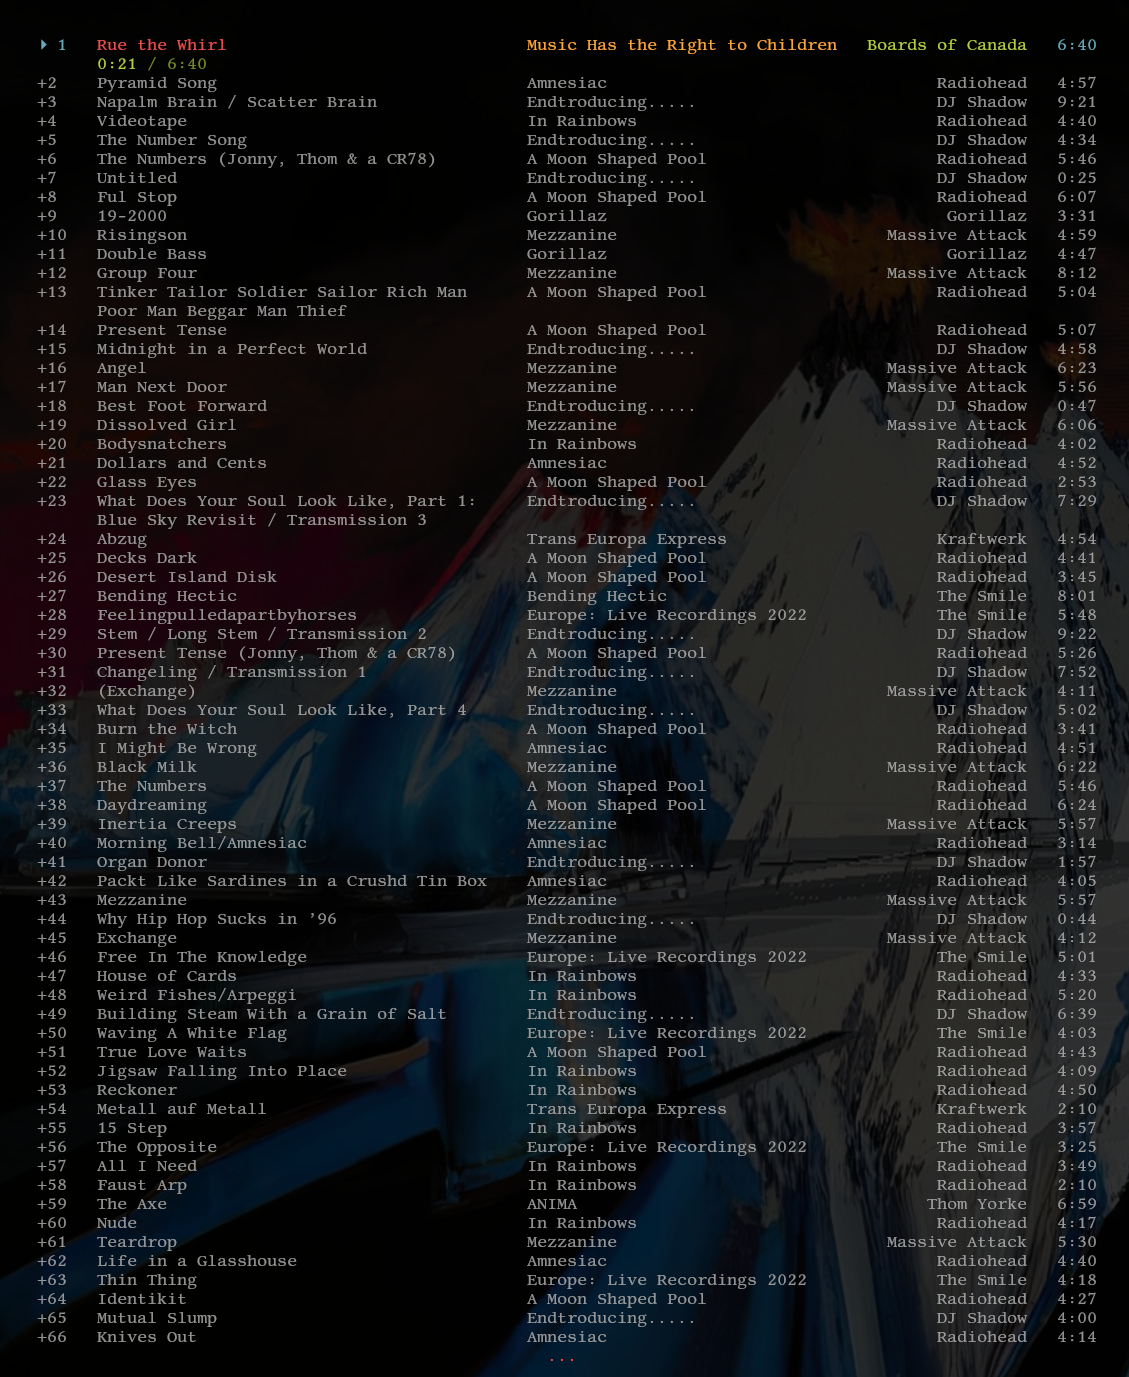 1 Rue the Whirl Music Has the Right to Children Boards of Canada 6:40
0:21 / 6:40
+2 Pyramid Song Amnesiac Radiohead 4:57
+3 Napalm Brain / Scatter Brain Endtroducing..... DJ Shadow 9:21
+4 Videotape In Rainbows Radiohead 4:40
+5 The Number Song Endtroducing..... DJ Shadow 4:34
+6 The Numbers (Jonny, Thom & a CR78) A Moon Shaped Pool Radiohead 5:46
+7 Untitled Endtroducing..... DJ Shadow 0:25
+8 Ful Stop A Moon Shaped Pool Radiohead 6:07
+9 19-2000 Gorillaz Gorillaz 3:31
+10 Risingson Mezzanine Massive Attack 4:59
+11 Double Bass Gorillaz Gorillaz 4:47
+12 Group Four Mezzanine Massive Attack 8:12
+13 Tinker Tailor Soldier Sailor Rich Man A Moon Shaped Pool Radiohead 5:04
Poor Man Beggar Man Thief
+14 Present Tense A Moon Shaped Pool Radiohead 5:07
+15 Midnight in a Perfect World Endtroducing..... DJ Shadow 4:58
+16 Angel Mezzanine Massive Attack 6:23
+17 Man Next Door Mezzanine Massive Attack 5:56
+18 Best Foot Forward Endtroducing..... DJ Shadow 0:47
+19 Dissolved Girl Mezzanine Massive Attack 6:06
+20 Bodysnatchers In Rainbows Radiohead 4:02
+21 Dollars and Cents Amnesiac Radiohead 4:52
+22 Glass Eyes A Moon Shaped Pool Radiohead 2:53
+23 What Does Your Soul Look Like, Part 1: Endtroducing..... DJ Shadow 7:29
Blue Sky Revisit / Transmission 3
+24 Abzug Trans Europa Express Kraftwerk 4:54
+25 Decks Dark A Moon Shaped Pool Radiohead 4:41
+26 Desert Island Disk A Moon Shaped Pool Radiohead 3:45
+27 Bending Hectic Bending Hectic The Smile 8:01
+28 Feelingpulledapartbyhorses Europe: Live Recordings 2022 The Smile 5:48
+29 Stem / Long Stem / Transmission 2 Endtroducing..... DJ Shadow 9:22
+30 Present Tense (Jonny, Thom & a CR78) A Moon Shaped Pool Radiohead 5:26
+31 Changeling / Transmission 1 Endtroducing..... DJ Shadow 7:52
+32 (Exchange) Mezzanine Massive Attack 4:11
+33 What Does Your Soul Look Like, Part 4 Endtroducing..... DJ Shadow 5:02
+34 Burn the Witch A Moon Shaped Pool Radiohead 3:41
+35 I Might Be Wrong Amnesiac Radiohead 4:51
+36 Black Milk Mezzanine Massive Attack 6:22
+37 The Numbers A Moon Shaped Pool Radiohead 5:46
+38 Daydreaming A Moon Shaped Pool Radiohead 6:24
+39 Inertia Creeps Mezzanine Massive Attack 5:57
+40 Morning Bell/Amnesiac Amnesiac Radiohead 3:14
+41 Organ Donor Endtroducing..... DJ Shadow 1:57
+42 Packt Like Sardines in a Crushd Tin Box Amnesiac Radiohead 4:05
+43 Mezzanine Mezzanine Massive Attack 5:57
+44 Why Hip Hop Sucks in ’96 Endtroducing..... DJ Shadow 0:44
+45 Exchange Mezzanine Massive Attack 4:12
+46 Free In The Knowledge Europe: Live Recordings 2022 The Smile 5:01
+47 House of Cards In Rainbows Radiohead 4:33
+48 Weird Fishes/Arpeggi In Rainbows Radiohead 5:20
+49 Building Steam With a Grain of Salt Endtroducing..... DJ Shadow 6:39
+50 Waving A White Flag Europe: Live Recordings 2022 The Smile 4:03
+51 True Love Waits A Moon Shaped Pool Radiohead 4:43
+52 Jigsaw Falling Into Place In Rainbows Radiohead 4:09
+53 Reckoner In Rainbows Radiohead 4:50
+54 Metall auf Metall Trans Europa Express Kraftwerk 2:10
+55 15 Step In Rainbows Radiohead 3:57
+56 The Opposite Europe: Live Recordings 2022 The Smile 3:25
+57 All I Need In Rainbows Radiohead 3:49
+58 Faust Arp In Rainbows Radiohead 2:10
+59 The Axe ANIMA Thom Yorke 6:59
+60 Nude In Rainbows Radiohead 4:17
+61 Teardrop Mezzanine Massive Attack 5:30
+62 Life in a Glasshouse Amnesiac Radiohead 4:40
+63 Thin Thing Europe: Live Recordings 2022 The Smile 4:18
+64 Identikit A Moon Shaped Pool Radiohead 4:27
+65 Mutual Slump Endtroducing..... DJ Shadow 4:00
+66 Knives Out Amnesiac Radiohead 4:14
...